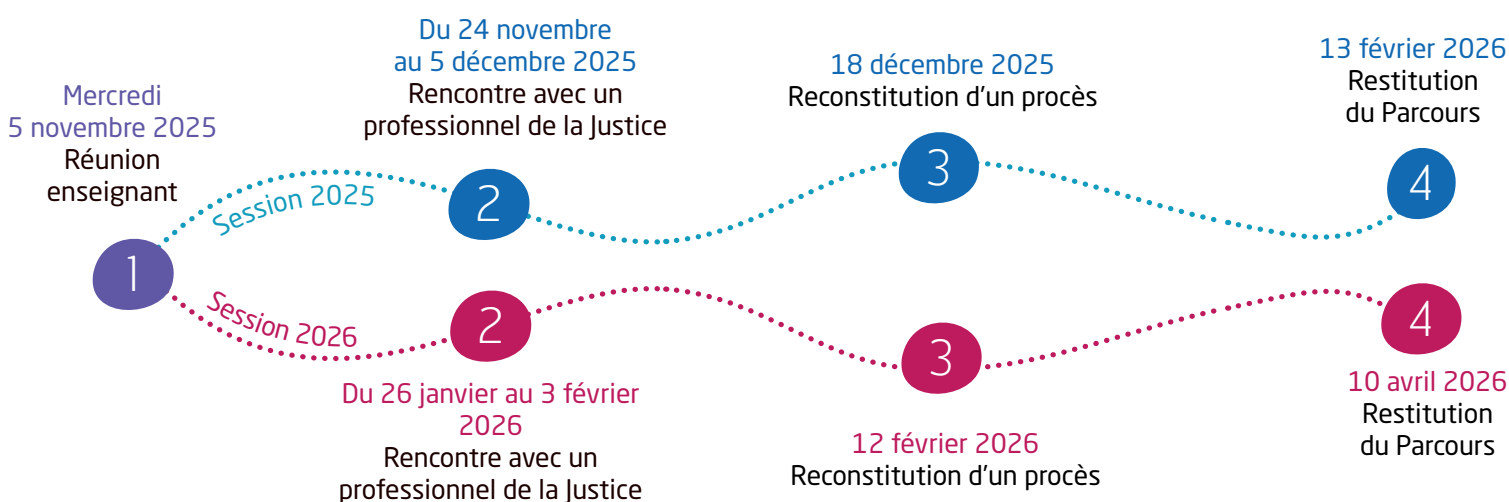 Mercredi
5 novembre 2025
Réunion
enseignant
1
Session 2025
Du 24 novembre
au 5 décembre 2025
Rencontre avec un
professionnel de la Justice
2
18 décembre 2025
Reconstitution d'un procès
3
13 février 2026
Restitution
du Parcours
4
Session 2026
2
Du 26 janvier au 3 février
2026
Rencontre avec un
professionnel de la Justice
3
12 février 2026
Reconstitution d'un procès
4
10 avril 2026
Restitution
du Parcours